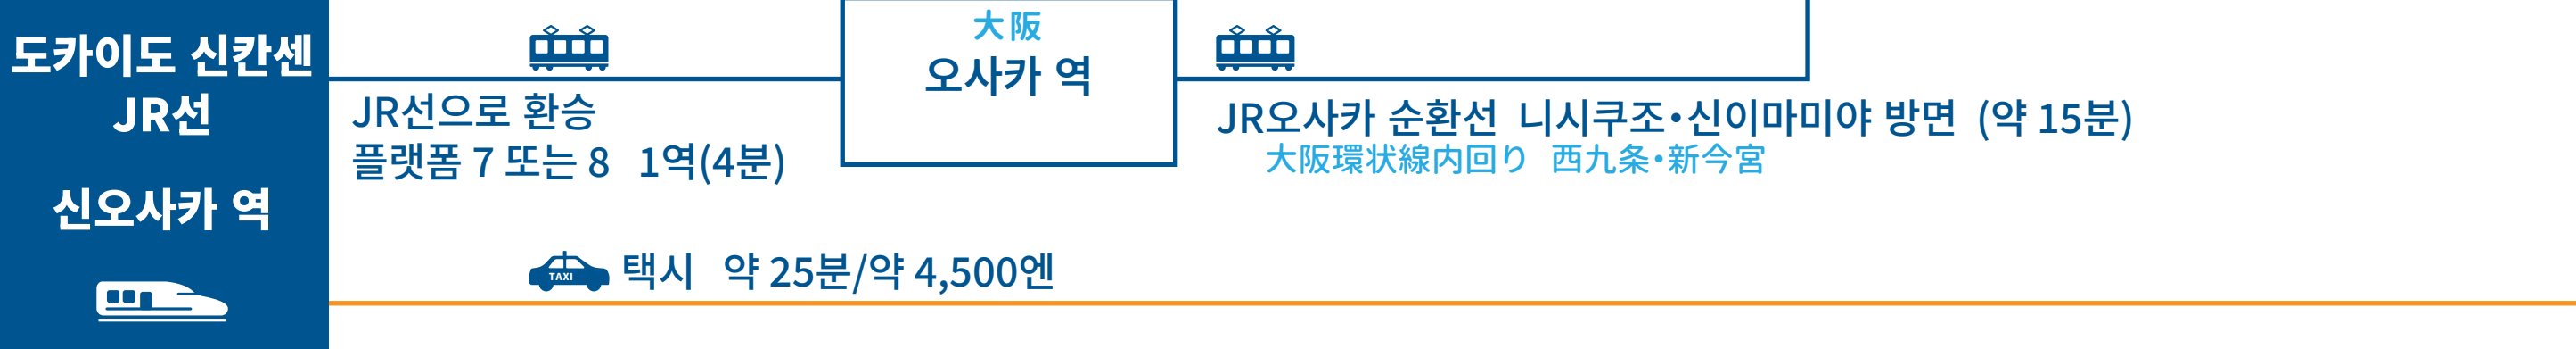 도카이도 신칸센
JR선
신오사카 역
JR선으로 환승
플랫폼 7 또는 8 1역(4분)
大阪
오사카 역
JR오사카 순환선 니시쿠조•신이마미야 방면 (약 15분)
大阪環状線内回り 西九条•新今宮
TAXI
택시 약 25분/약 4,500엔